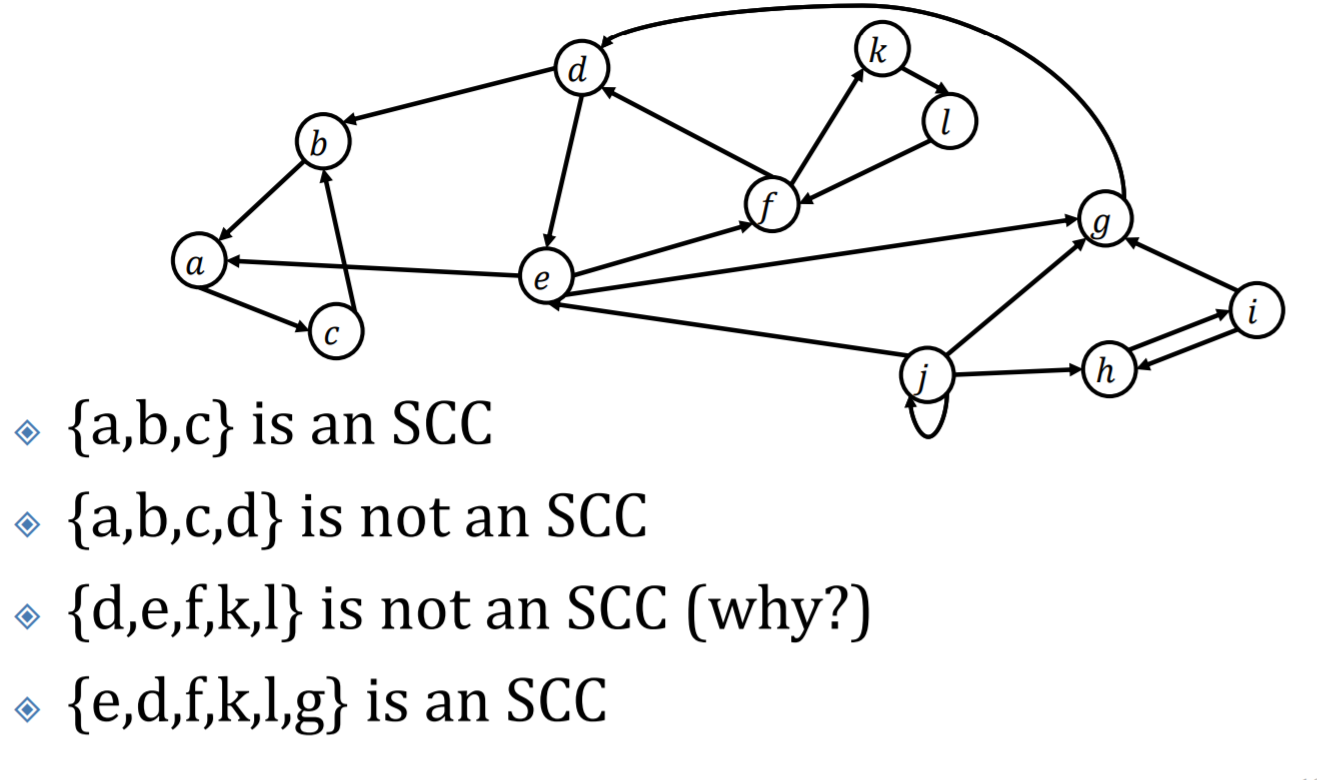 k
d
l
b
f
g
a
e
i
c
j
h
{a,b,c} is an SCC
{a,b,c,d} is not an SCC
{d,e,f,k,l} is not an SCC (why?)
{e,d,f,k,l,g} is an SCC